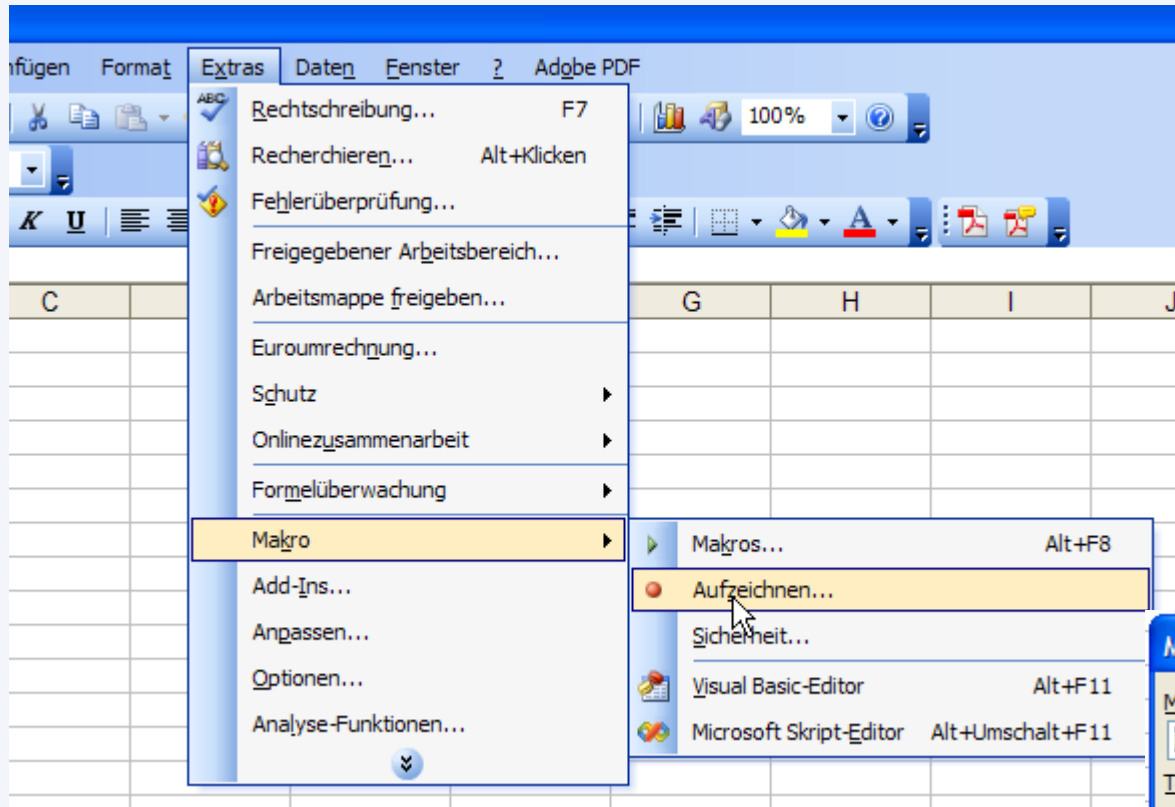 nfügen Format Extras Daten Fenster ? Adobe PDF
ABC Rechtschreibung... F7
100%
Recherchieren... Alt+Klicken
Fehlerüberprüfung...
K U A
Freigegebener Arbeitsbereich...
Arbeitsmappe freigeben...
C G H I J
Euroumrechnung...
Schutz
Onlinezusammenarbeit
Formelüberwachung
Makro
Makros... Alt+F8
Add-Ins...
Aufzeichnen...
Anpassen...
Sicherheit...
Optionen...
Visual Basic-Editor Alt+F11
Analyse-Funktionen...
Microsoft Skript-Editor Alt+Umschalt+F11